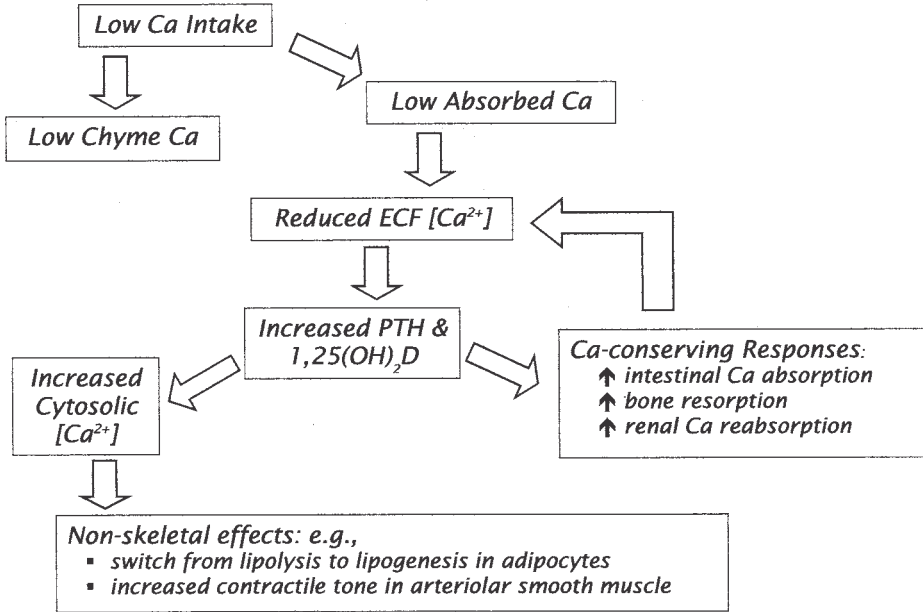 Low Ca Intake
Low Absorbed Ca
Low Chyme Ca
Reduced ECF [Ca²⁺]
Increased PTH &
1,25(OH)₂D
Ca-conserving Responses:
↑ intestinal Ca absorption
↑ bone resorption
↑ renal Ca reabsorption
Increased
Cytosolic
[Ca²⁺]
Non-skeletal effects: e.g.,
▪ switch from lipolysis to lipogenesis in adipocytes
▪ increased contractile tone in arteriolar smooth muscle